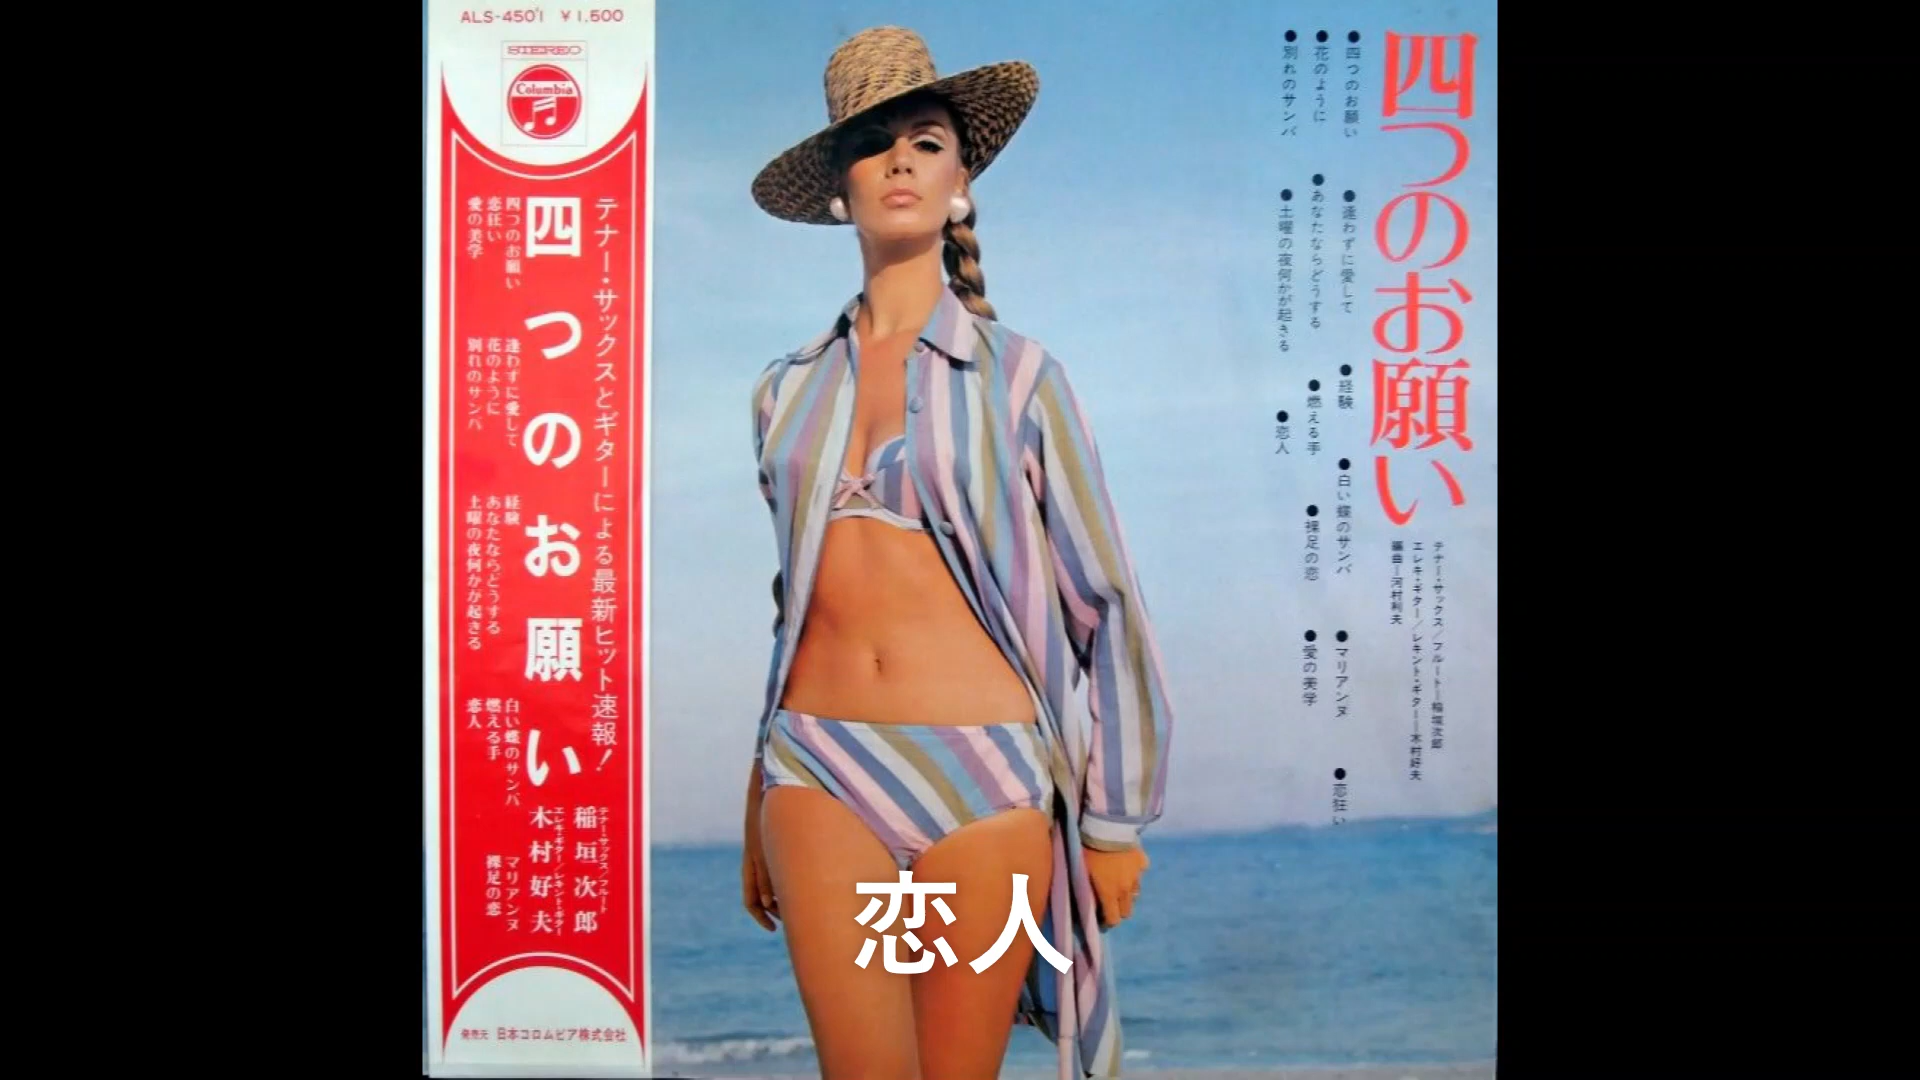 ALS-4501 ¥1,500
STEREO
Columbia
テナー・サックスとギターによる最新ヒット速報!
四つのお願い
四つのお願い 逢わずに愛して 経験 白い蝶のサンバ マリアンヌ
恋狂い 花のように あなたならどうする 燃える手 裸足の恋
愛の美学 別れのサンバ 土曜の夜何かが起きる 恋人
テナー・サックス/フルート
稲垣次郎
エレキ・ギター/レキント・ギター
木村好夫
発売元 日本コロムビア株式会社
四つのお願い
テナー・サックス/フルート=稲垣次郎
エレキ・ギター/レキント・ギター=木村好夫
編曲=河村利夫
●四つのお願い ●逢わずに愛して ●経験 ●白い蝶のサンバ ●マリアンヌ ●恋狂い
●花のように ●あなたならどうする ●燃える手 ●裸足の恋 ●愛の美学
●別れのサンバ ●土曜の夜何かが起きる ●恋人
恋人